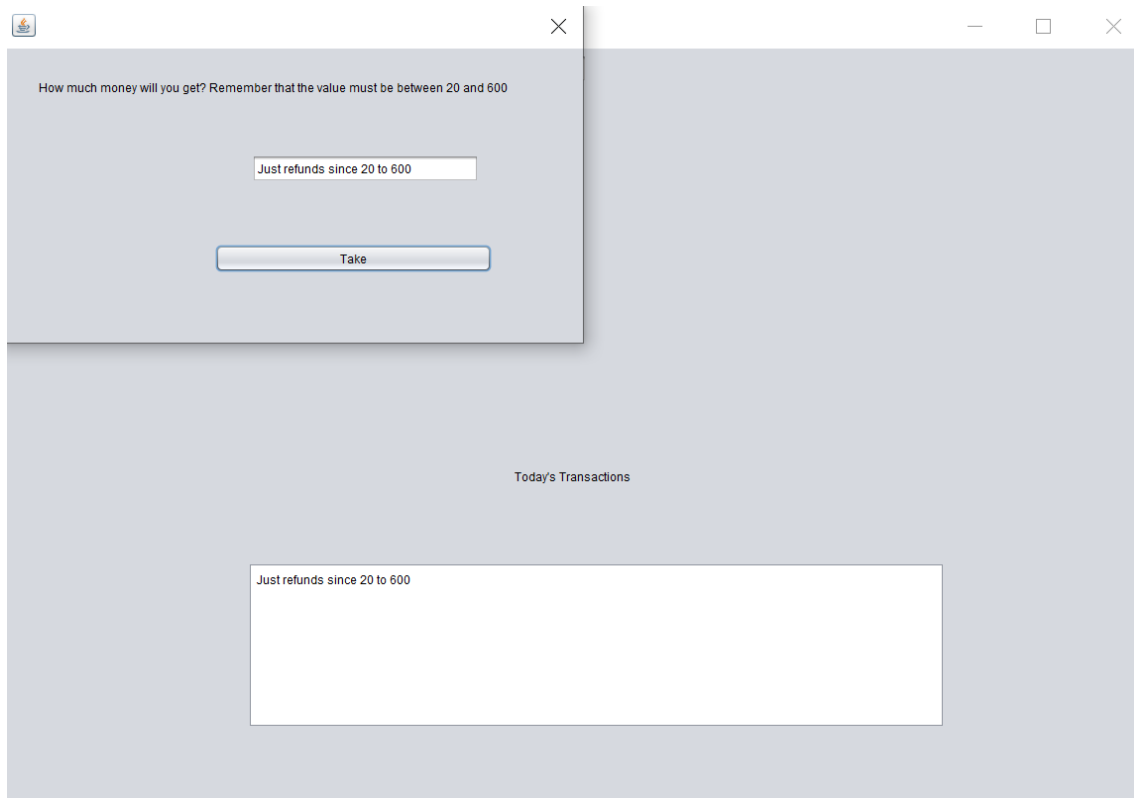 How much money will you get? Remember that the value must be between 20 and 600
Just refunds since 20 to 600
Take
Today's Transactions
Just refunds since 20 to 600